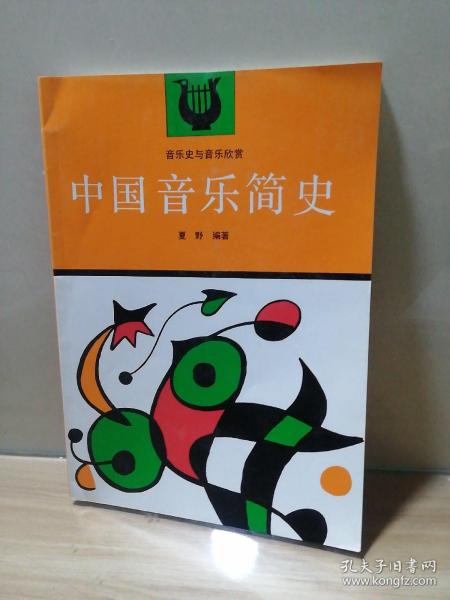 音乐史与音乐欣赏
中国音乐简史
夏 野 编著
孔夫子旧书网
www.kongfz.com